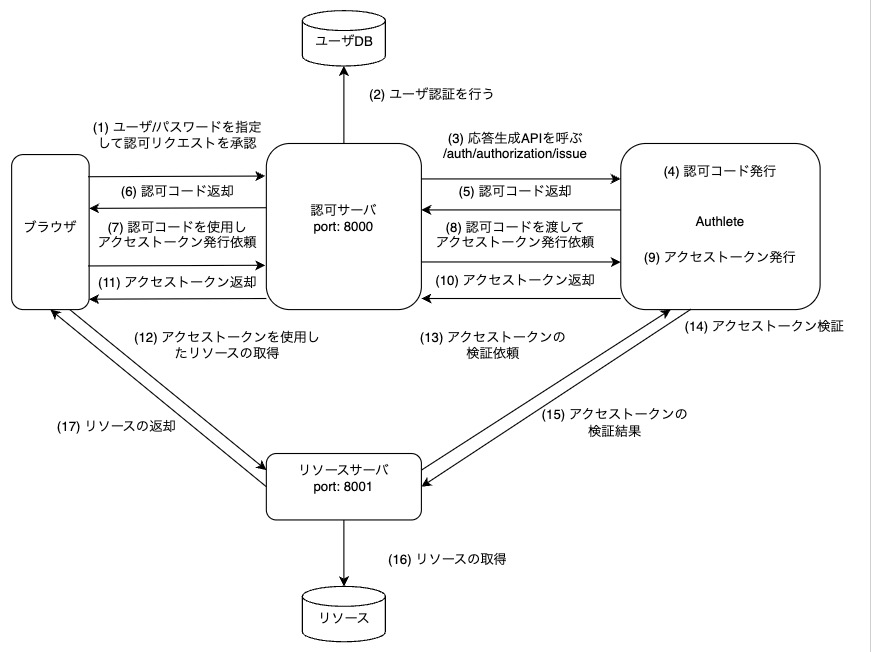 ユーザDB
(2) ユーザ認証を行う
(1) ユーザ/パスワードを指定
して認可リクエストを承認
(3) 応答生成APIを呼ぶ
/auth/authorization/issue
(4) 認可コード発行
(6) 認可コード返却
(5) 認可コード返却
ブラウザ
認可サーバ
port: 8000
Authlete
(7) 認可コードを使用し
アクセストークン発行依頼
(8) 認可コードを渡して
アクセストークン発行依頼
(9) アクセストークン発行
(11) アクセストークン返却
(10) アクセストークン返却
(12) アクセストークンを使用し
たリソースの取得
(13) アクセストークンの
検証依頼
(14) アクセストークン検証
(17) リソースの返却
(15) アクセストークンの
検証結果
リソースサーバ
port: 8001
(16) リソースの取得
リソース